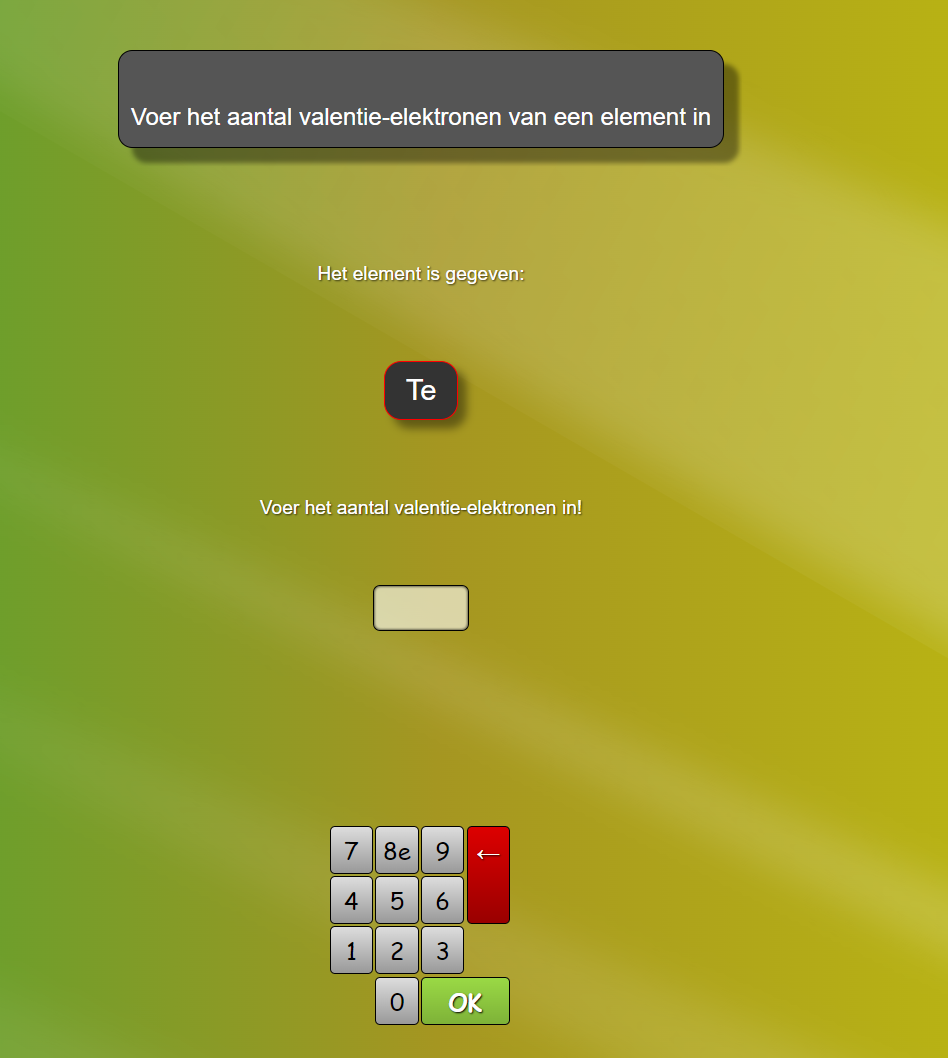 Voer het aantal valentie-elektronen van een element in
Het element is gegeven:
Te
Voer het aantal valentie-elektronen in!
7 8e 9 ←
4 5 6
1 2 3
0 OK